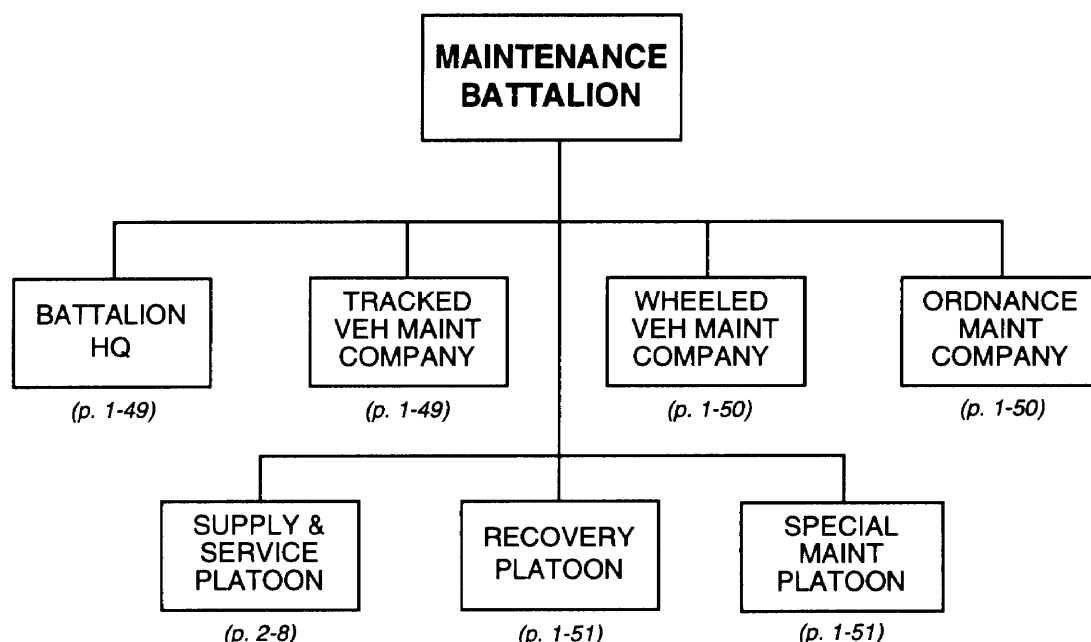 MAINTENANCE
BATTALION
BATTALION
HQ
(p. 1-49)
TRACKED
VEH MAINT
COMPANY
(p. 1-49)
WHEELED
VEH MAINT
COMPANY
(p. 1-50)
ORDNANCE
MAINT
COMPANY
(p. 1-50)
SUPPLY &
SERVICE
PLATOON
(p. 2-8)
RECOVERY
PLATOON
(p. 1-51)
SPECIAL
MAINT
PLATOON
(p. 1-51)